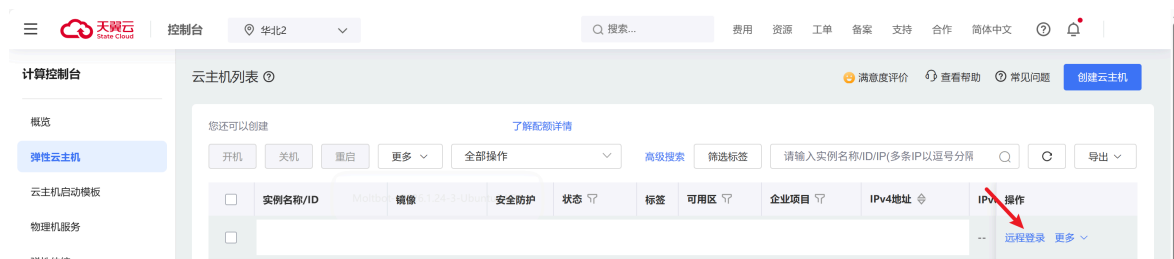 天翼云 State Cloud 控制台 华北2 搜索... 费用 资源 工单 备案 支持 合作 简体中文
计算控制台
云主机列表 满意度评价 查看帮助 常见问题 创建云主机
概览
您还可以创建 了解配额详情
弹性云主机
开机 关机 重启 更多 全部操作 高级搜索 筛选标签 请输入实例名称/ID/IP(多条IP以逗号分隔 导出
云主机启动模板
实例名称/ID 镜像 安全防护 状态 标签 可用区 企业项目 IPv4地址 IPv 操作
物理机服务
-- 远程登录 更多